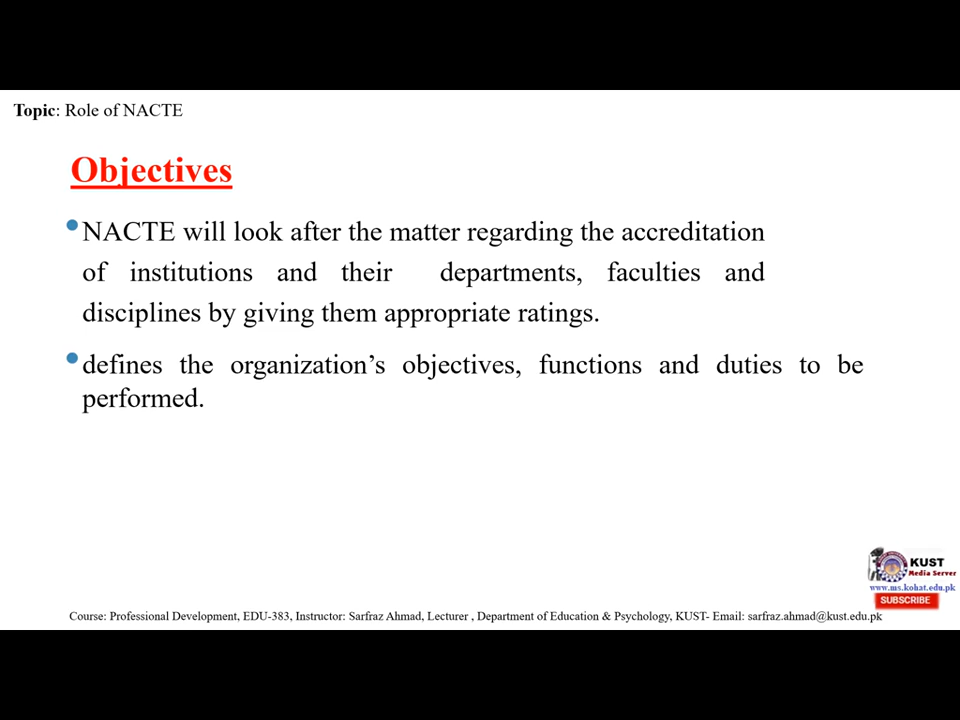 Topic: Role of NACTE
Objectives
•NACTE will look after the matter regarding the accreditation
of institutions and their departments, faculties and
disciplines by giving them appropriate ratings.
•defines the organization’s objectives, functions and duties to be
performed.
KUST
Media Server
www.ms.kohat.edu.pk
SUBSCRIBE
Course: Professional Development, EDU-383, Instructor: Sarfraz Ahmad, Lecturer , Department of Education & Psychology, KUST- Email: sarfraz.ahmad@kust.edu.pk